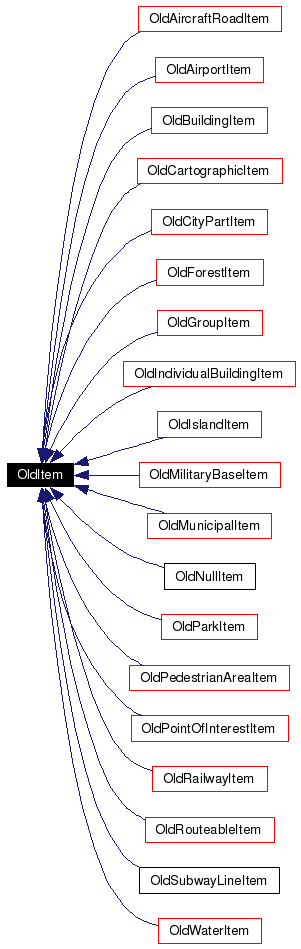 OldAircraftRoadItem
OldAirportItem
OldBuildingItem
OldCartographicItem
OldCityPartItem
OldForestItem
OldGroupItem
OldIndividualBuildingItem
OldIslandItem
OldItem
OldMilitaryBaseItem
OldMunicipalItem
OldNullItem
OldParkItem
OldPedestrianAreaItem
OldPointOfInterestItem
OldRailwayItem
OldRouteableItem
OldSubwayLineItem
OldWaterItem